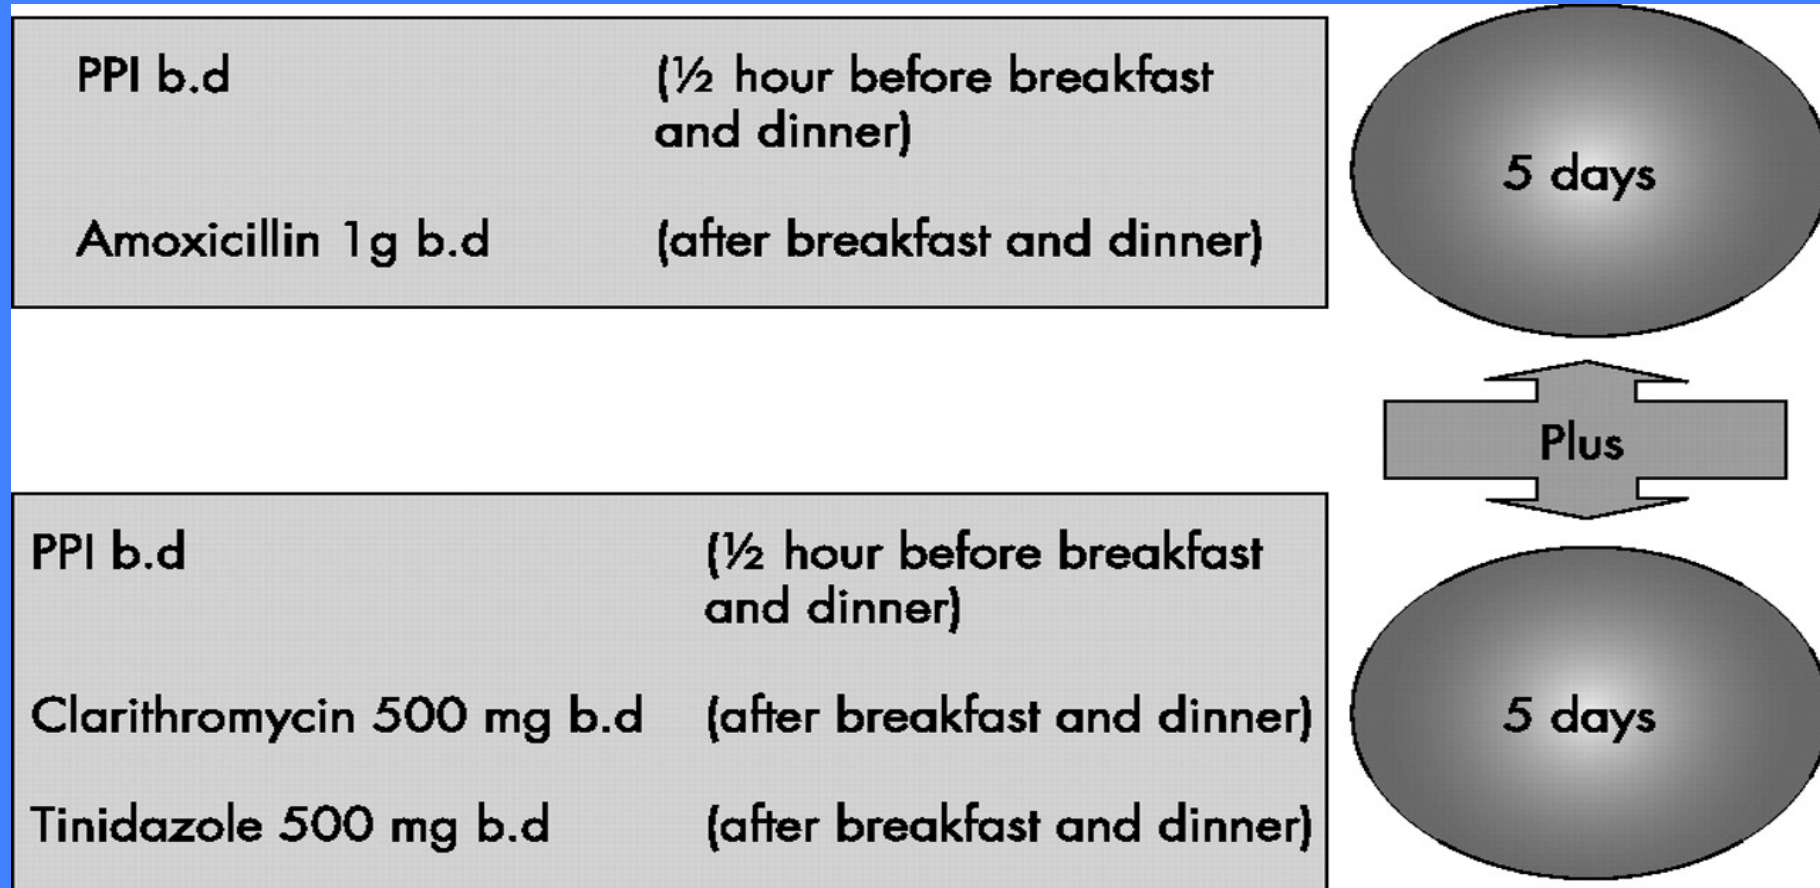 PPI b.d (½ hour before breakfast
and dinner)
5 days
Amoxicillin 1g b.d (after breakfast and dinner)
Plus
PPI b.d (½ hour before breakfast
and dinner)
Clarithromycin 500 mg b.d (after breakfast and dinner)
5 days
Tinidazole 500 mg b.d (after breakfast and dinner)